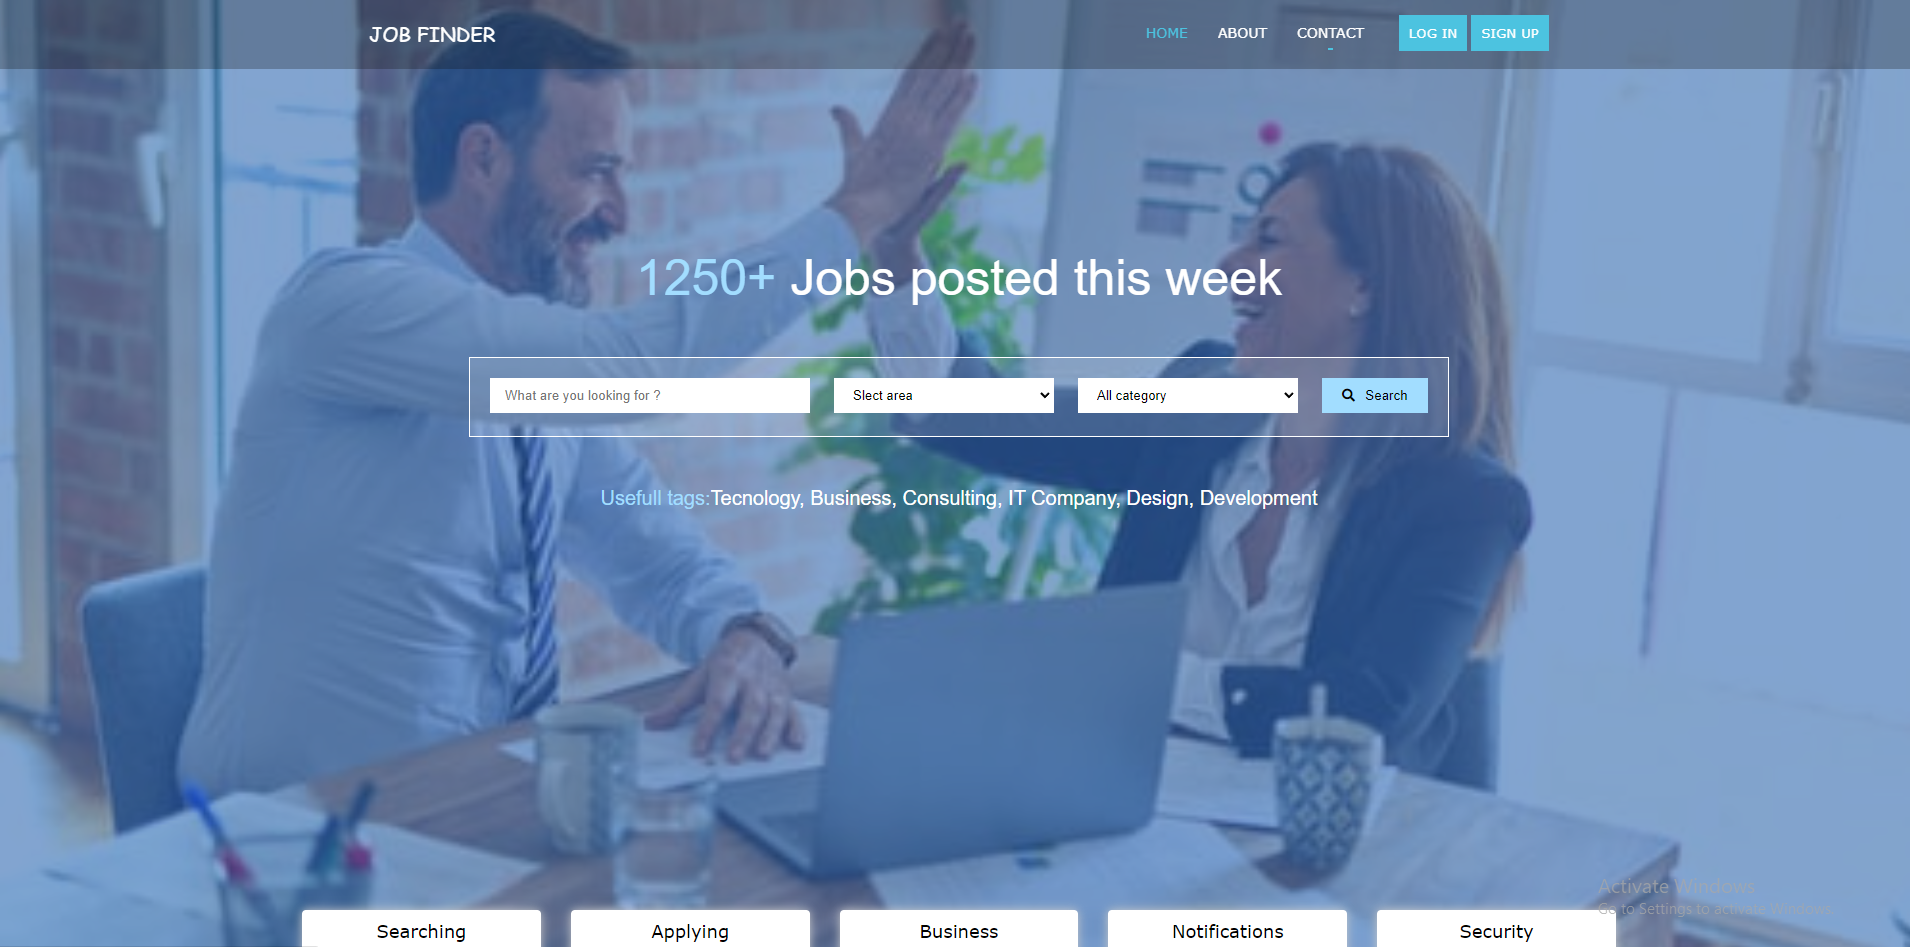 JOB FINDER
HOME ABOUT CONTACT LOG IN SIGN UP
1250+ Jobs posted this week
What are you looking for ? Slect area All category Search
Usefull tags:Tecnology, Business, Consulting, IT Company, Design, Development
Activate Windows
Go to Settings to activate Windows.
Searching Applying Business Notifications Security